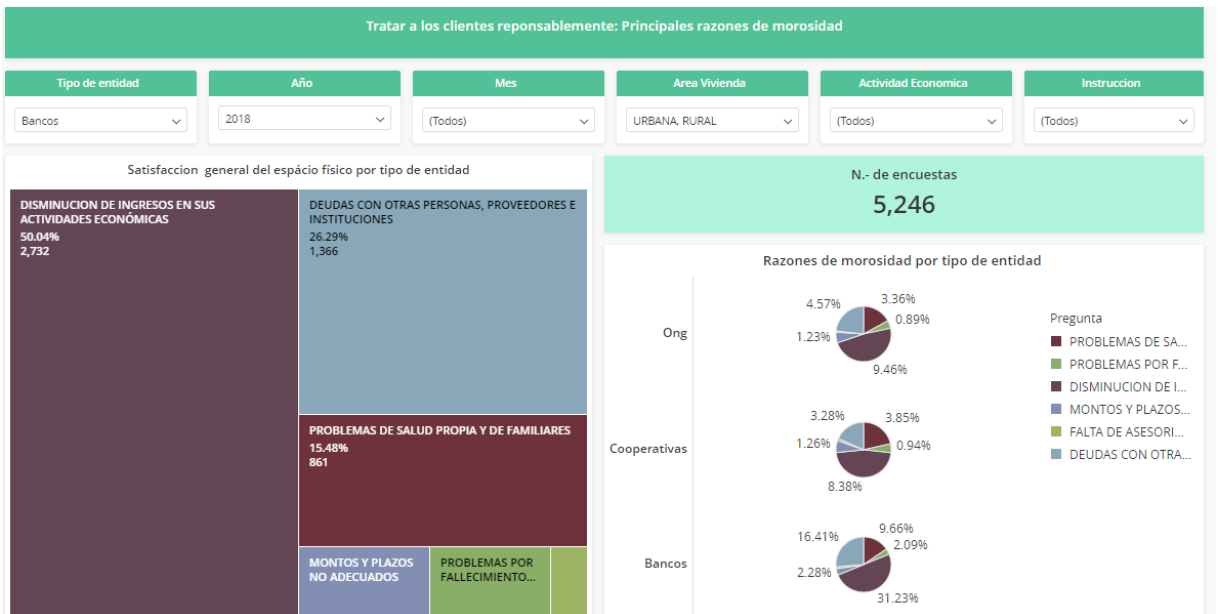 Tratar a los clientes reponsablemente: Principales razones de morosidad
Tipo de entidad
Año
Mes
Area Vivienda
Actividad Economica
Instruccion
Bancos
2018
(Todos)
URBANA, RURAL
(Todos)
(Todos)
Satisfaccion general del espácio físico por tipo de entidad
DISMINUCION DE INGRESOS EN SUS
ACTIVIDADES ECONÓMICAS
50.04%
2,732
DEUDAS CON OTRAS PERSONAS, PROVEEDORES E
INSTITUCIONES
26.29%
1,366
PROBLEMAS DE SALUD PROPIA Y DE FAMILIARES
15.48%
861
MONTOS Y PLAZOS
NO ADECUADOS
PROBLEMAS POR
FALLECIMIENTO...
N.- de encuestas
5,246
Razones de morosidad por tipo de entidad
Ong
4.57%
3.36%
0.89%
1.23%
9.46%
Cooperativas
3.28%
3.85%
1.26%
0.94%
8.38%
Bancos
16.41%
9.66%
2.09%
2.28%
31.23%
Pregunta
PROBLEMAS DE SA...
PROBLEMAS POR F...
DISMINUCION DE I...
MONTOS Y PLAZOS...
FALTA DE ASESORI...
DEUDAS CON OTRA...